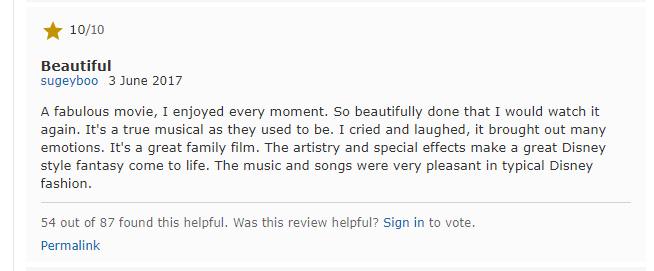 10/10
Beautiful
sugeyboo 3 June 2017
A fabulous movie, I enjoyed every moment. So beautifully done that I would watch it
again. It's a true musical as they used to be. I cried and laughed, it brought out many
emotions. It's a great family film. The artistry and special effects make a great Disney
style fantasy come to life. The music and songs were very pleasant in typical Disney
fashion.
54 out of 87 found this helpful. Was this review helpful? Sign in to vote.
Permalink